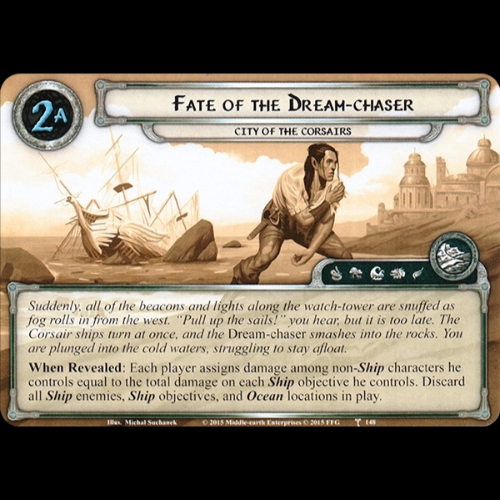 2A
FATE OF THE DREAM-CHASER
CITY OF THE CORSAIRS
Suddenly, all of the beacons and lights along the watch-tower are snuffed as
fog rolls in from the west. “Pull up the sails!” you hear, but it is too late. The
Corsair ships turn at once, and the Dream-chaser smashes into the rocks. You
are plunged into the cold waters, struggling to stay afloat.
When Revealed: Each player assigns damage among non-Ship characters he
controls equal to the total damage on each Ship objective he controls. Discard
all Ship enemies, Ship objectives, and Ocean locations in play.
Illus. Michal Suchanek © 2015 Middle-earth Enterprises © 2015 FFG 148